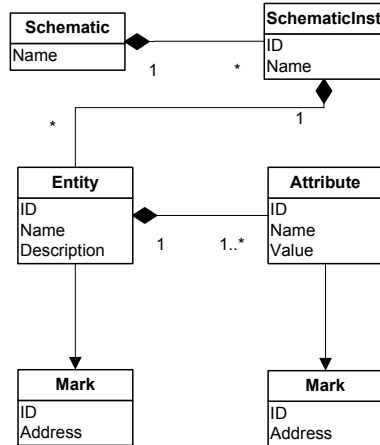 Schematic
Name
SchematicInst
ID
Name
1
*
1
*
Entity
ID
Name
Description
Attribute
ID
Name
Value
1
1..*
Mark
ID
Address
Mark
ID
Address